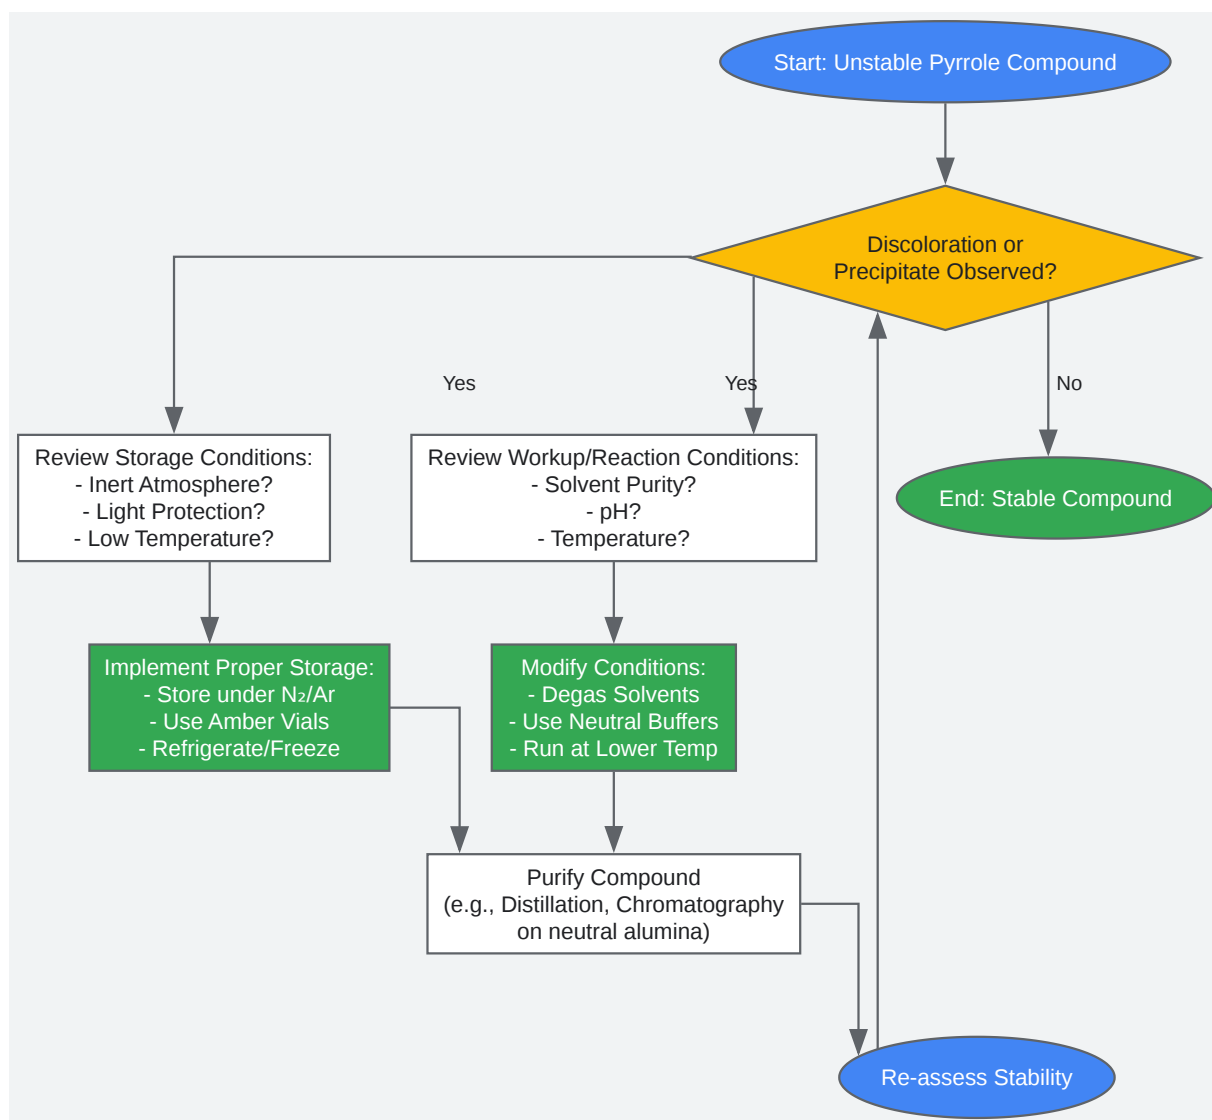 Start: Unstable Pyrrole Compound
Discoloration or
Precipitate Observed?
Yes
Yes
No
Review Storage Conditions:
- Inert Atmosphere?
- Light Protection?
- Low Temperature?
Review Workup/Reaction Conditions:
- Solvent Purity?
- pH?
- Temperature?
End: Stable Compound
Implement Proper Storage:
- Store under N₂/Ar
- Use Amber Vials
- Refrigerate/Freeze
Modify Conditions:
- Degas Solvents
- Use Neutral Buffers
- Run at Lower Temp
Purify Compound
(e.g., Distillation, Chromatography
on neutral alumina)
Re-assess Stability